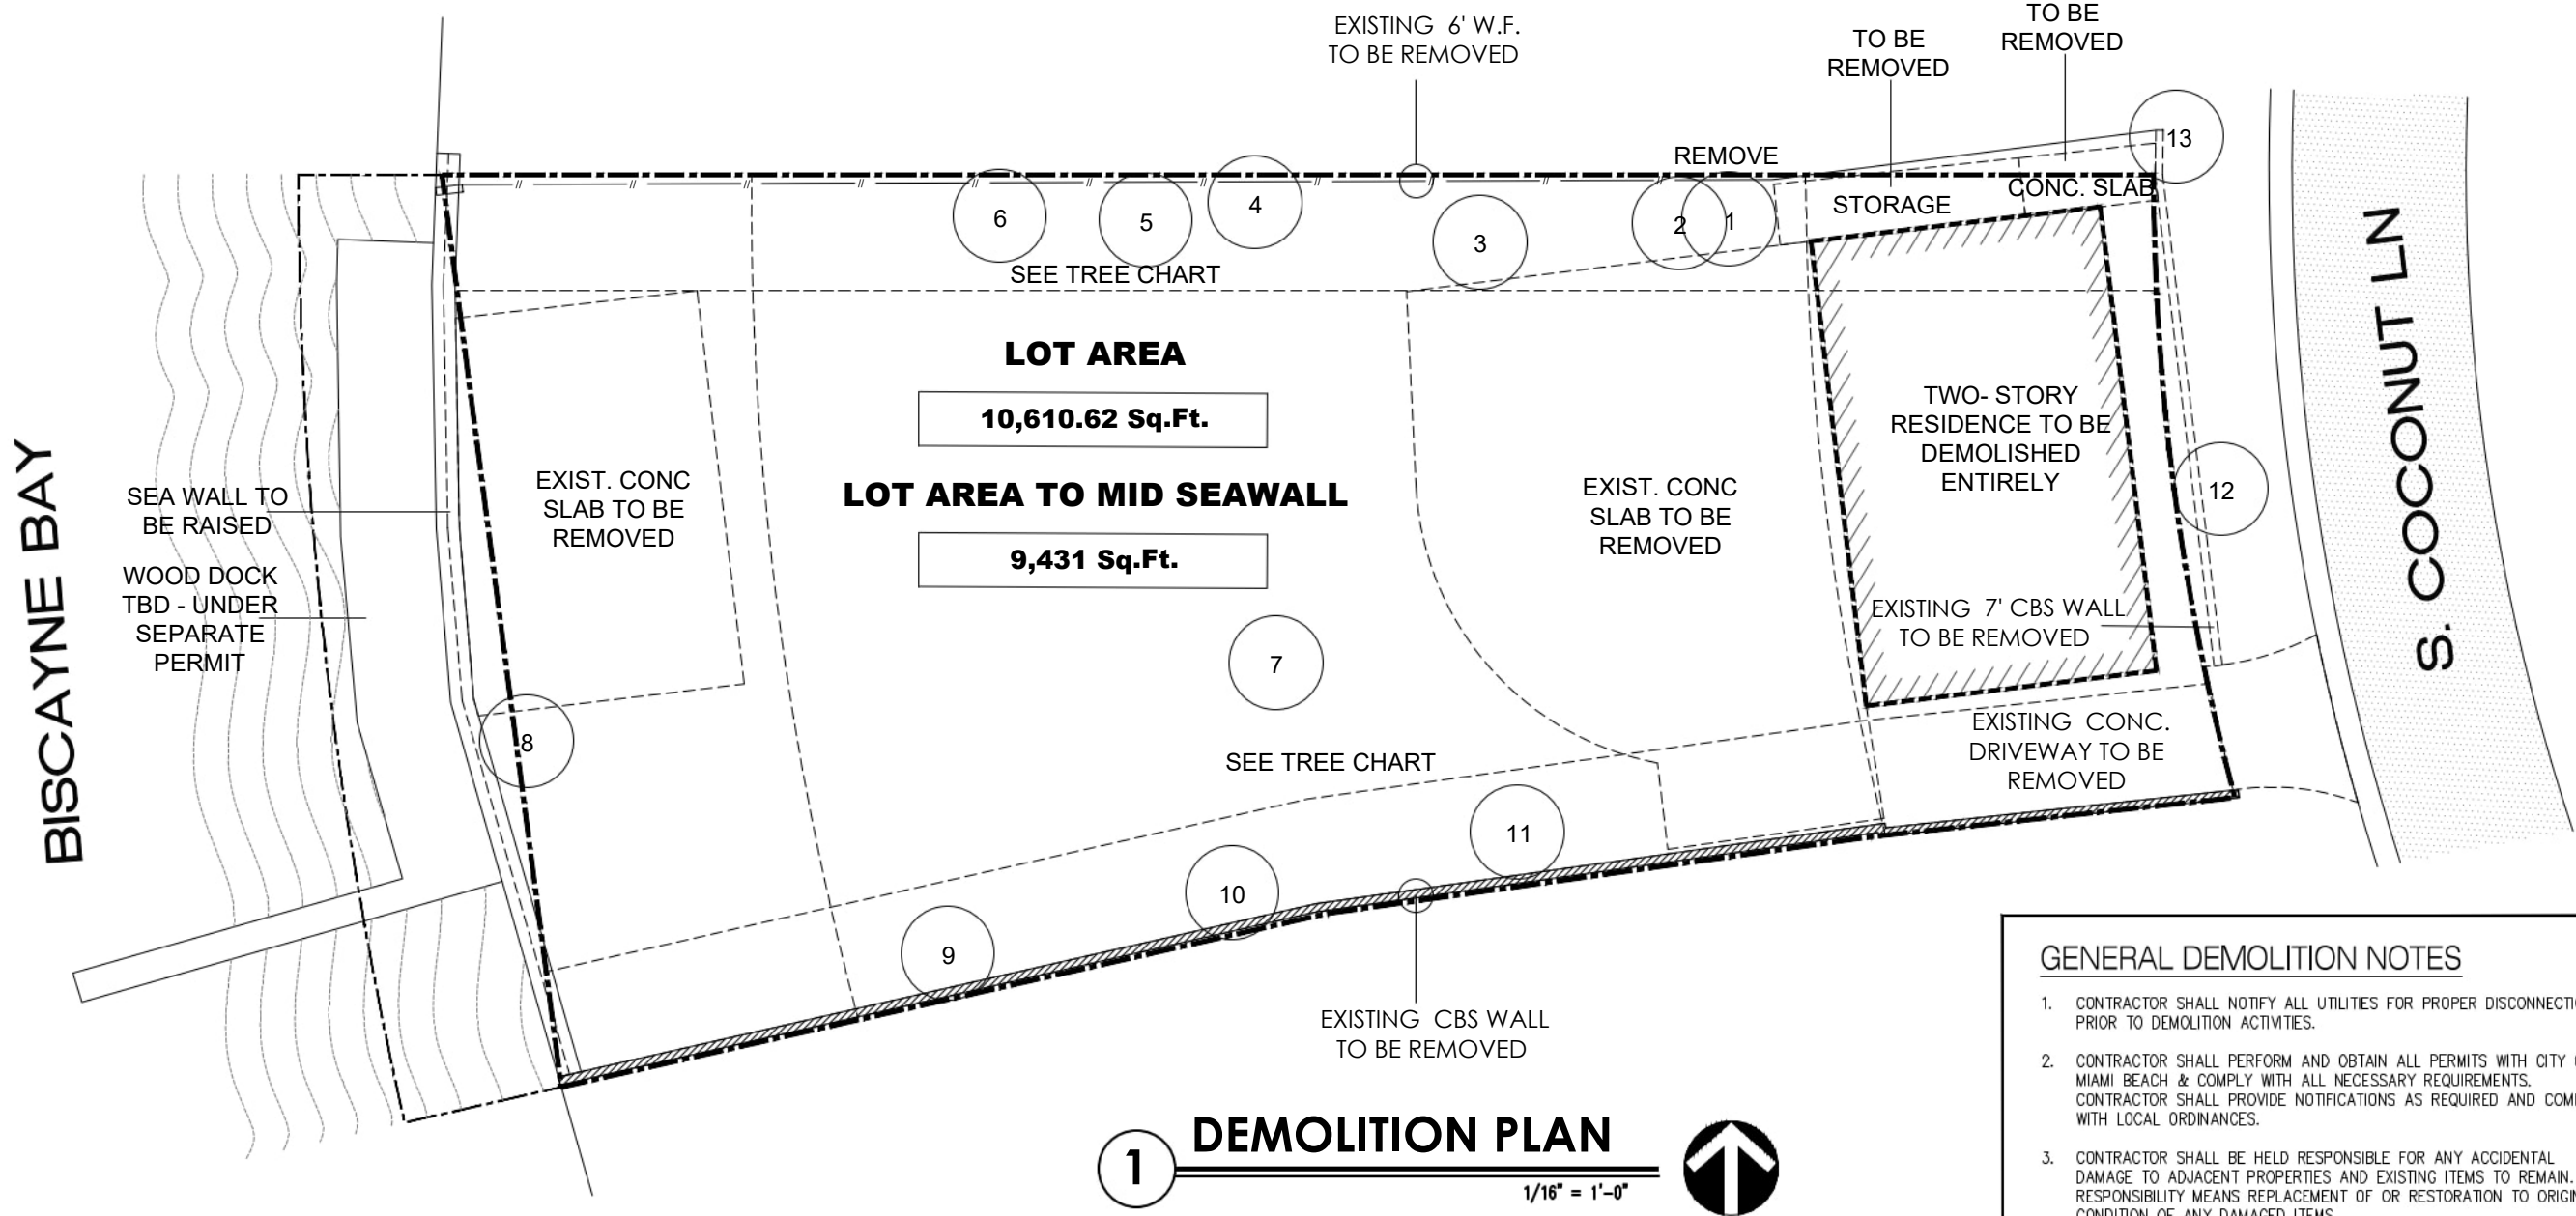 EXISTING 6' W.F.
TO BE REMOVED
TO BE
REMOVED
TO BE
REMOVED
13
REMOVE
CONC. SLAB
STORAGE
6
5
4
3
2
1
SEE TREE CHART
LOT AREA
10,610.62 Sq.Ft.
LOT AREA TO MID SEAWALL
9,431 Sq.Ft.
TWO- STORY
RESIDENCE TO BE
DEMOLISHED
ENTIRELY
S. COCONUT LN
BISCAYNE BAY
SEA WALL TO
BE RAISED
EXIST. CONC
SLAB TO BE
REMOVED
EXIST. CONC
SLAB TO BE
REMOVED
12
WOOD DOCK
TBD - UNDER
SEPARATE
PERMIT
EXISTING 7' CBS WALL
TO BE REMOVED
7
8
SEE TREE CHART
EXISTING CONC.
DRIVEWAY TO BE
REMOVED
11
10
9
EXISTING CBS WALL
TO BE REMOVED
1
DEMOLITION PLAN
1/16" = 1'-0"
GENERAL DEMOLITION NOTES
1. CONTRACTOR SHALL NOTIFY ALL UTILITIES FOR PROPER
PRIOR TO DEMOLITION ACTIVITIES.
2. CONTRACTOR SHALL PERFORM AND OBTAIN ALL PERMITS WITH CITY
MIAMI BEACH & COMPLY WITH ALL NECESSARY REQUIREMENTS.
CONTRACTOR SHALL PROVIDE NOTIFICATIONS AS REQUIRED AND
WITH LOCAL ORDINANCES.
3. CONTRACTOR SHALL BE HELD RESPONSIBLE FOR ANY ACCIDENTAL
DAMAGE TO ADJACENT PROPERTIES AND EXISTING ITEMS TO REMAIN.
RESPONSIBILITY MEANS REPLACEMENT OF OR RESTORATION TO
CONDITION OF ANY DAMAGED ITEMS